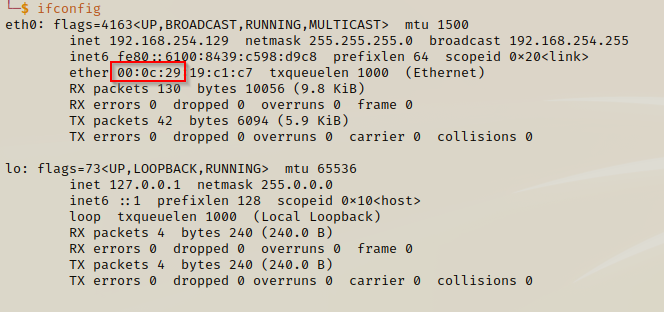 └─$ ifconfig
eth0: flags=4163<UP,BROADCAST,RUNNING,MULTICAST>  mtu 1500
        inet 192.168.254.129  netmask 255.255.255.0  broadcast 192.168.254.255
        inet6 fe80::6100:8439:c598:d9c8  prefixlen 64  scopeid 0×20<link>
        ether 00:0c:29:19:c1:c7  txqueuelen 1000  (Ethernet)
        RX packets 130  bytes 10056 (9.8 KiB)
        RX errors 0  dropped 0  overruns 0  frame 0
        TX packets 42  bytes 6094 (5.9 KiB)
        TX errors 0  dropped 0 overruns 0  carrier 0  collisions 0

lo: flags=73<UP,LOOPBACK,RUNNING>  mtu 65536
        inet 127.0.0.1  netmask 255.0.0.0
        inet6 ::1  prefixlen 128  scopeid 0×10<host>
        loop  txqueuelen 1000  (Local Loopback)
        RX packets 4  bytes 240 (240.0 B)
        RX errors 0  dropped 0  overruns 0  frame 0
        TX packets 4  bytes 240 (240.0 B)
        TX errors 0  dropped 0 overruns 0  carrier 0  collisions 0